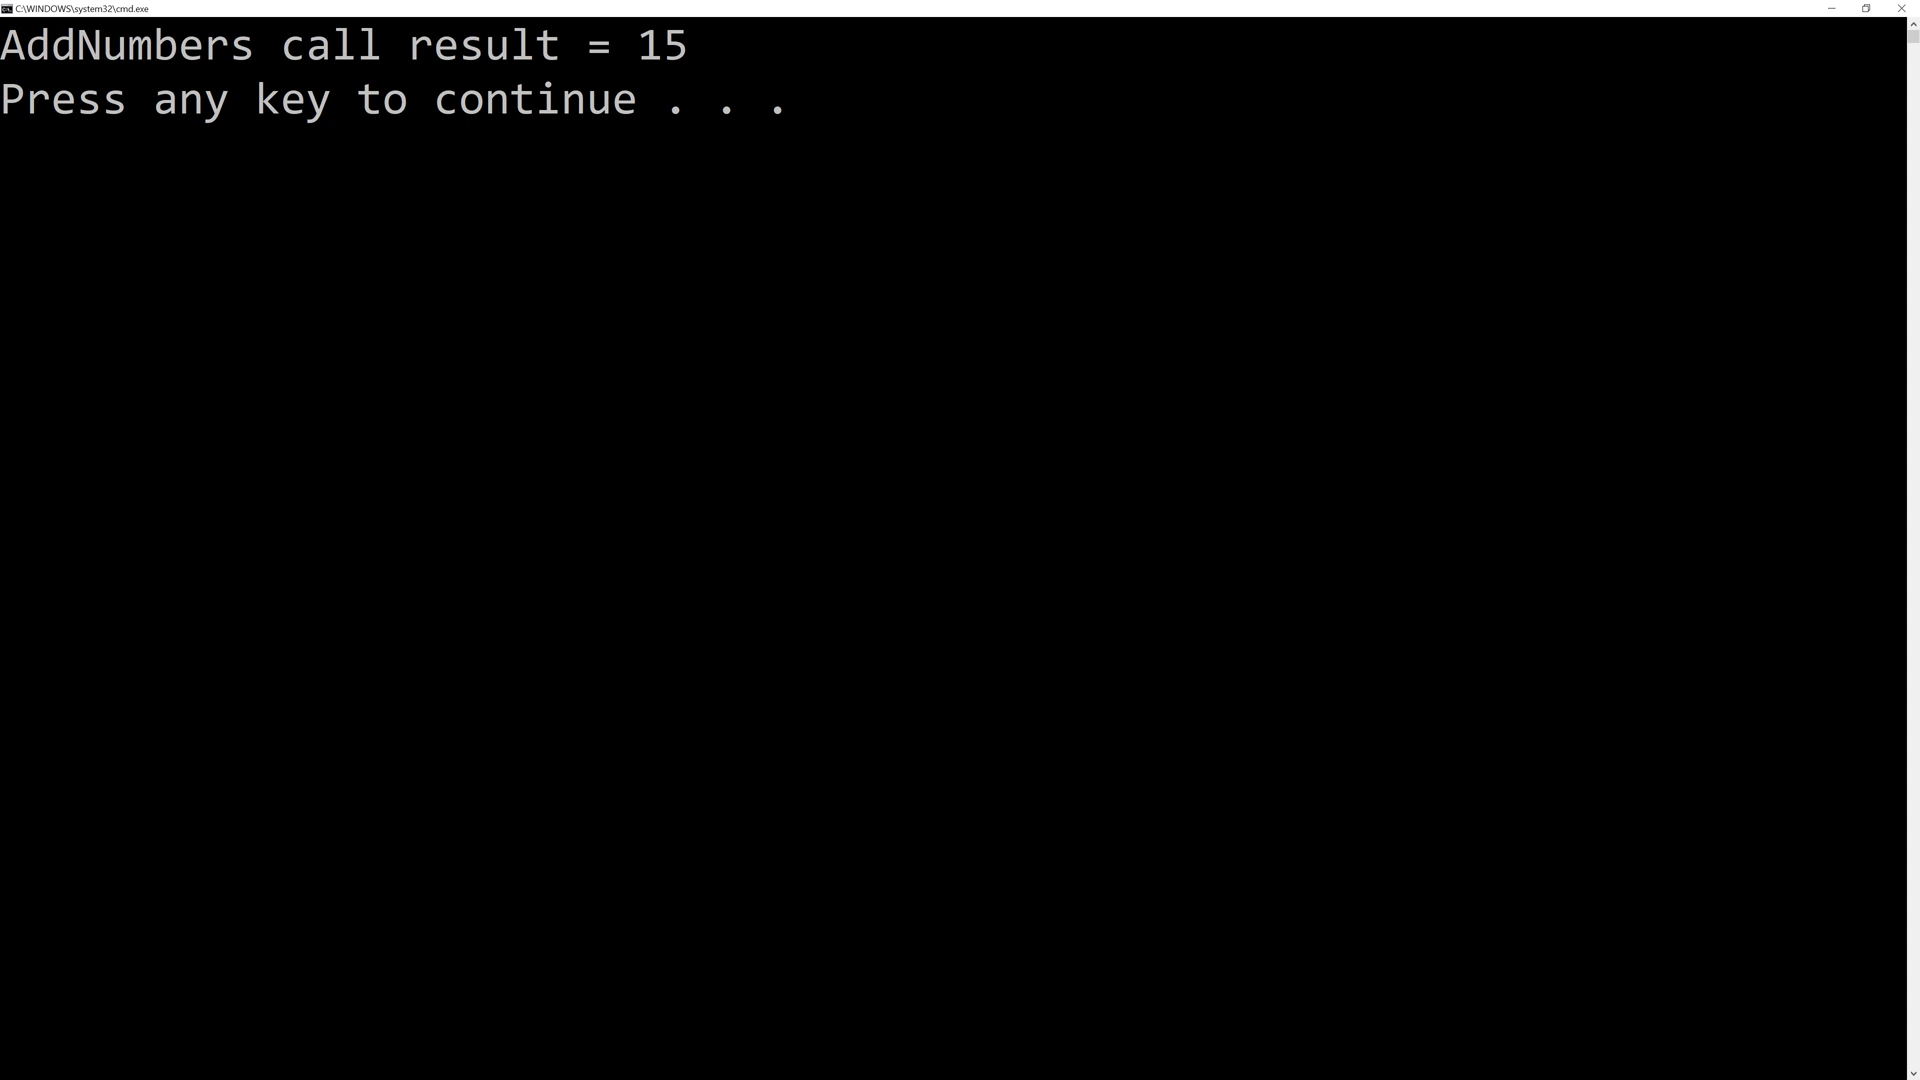 C:\WINDOWS\system32\cmd.exe
AddNumbers call result = 15
Press any key to continue . . .